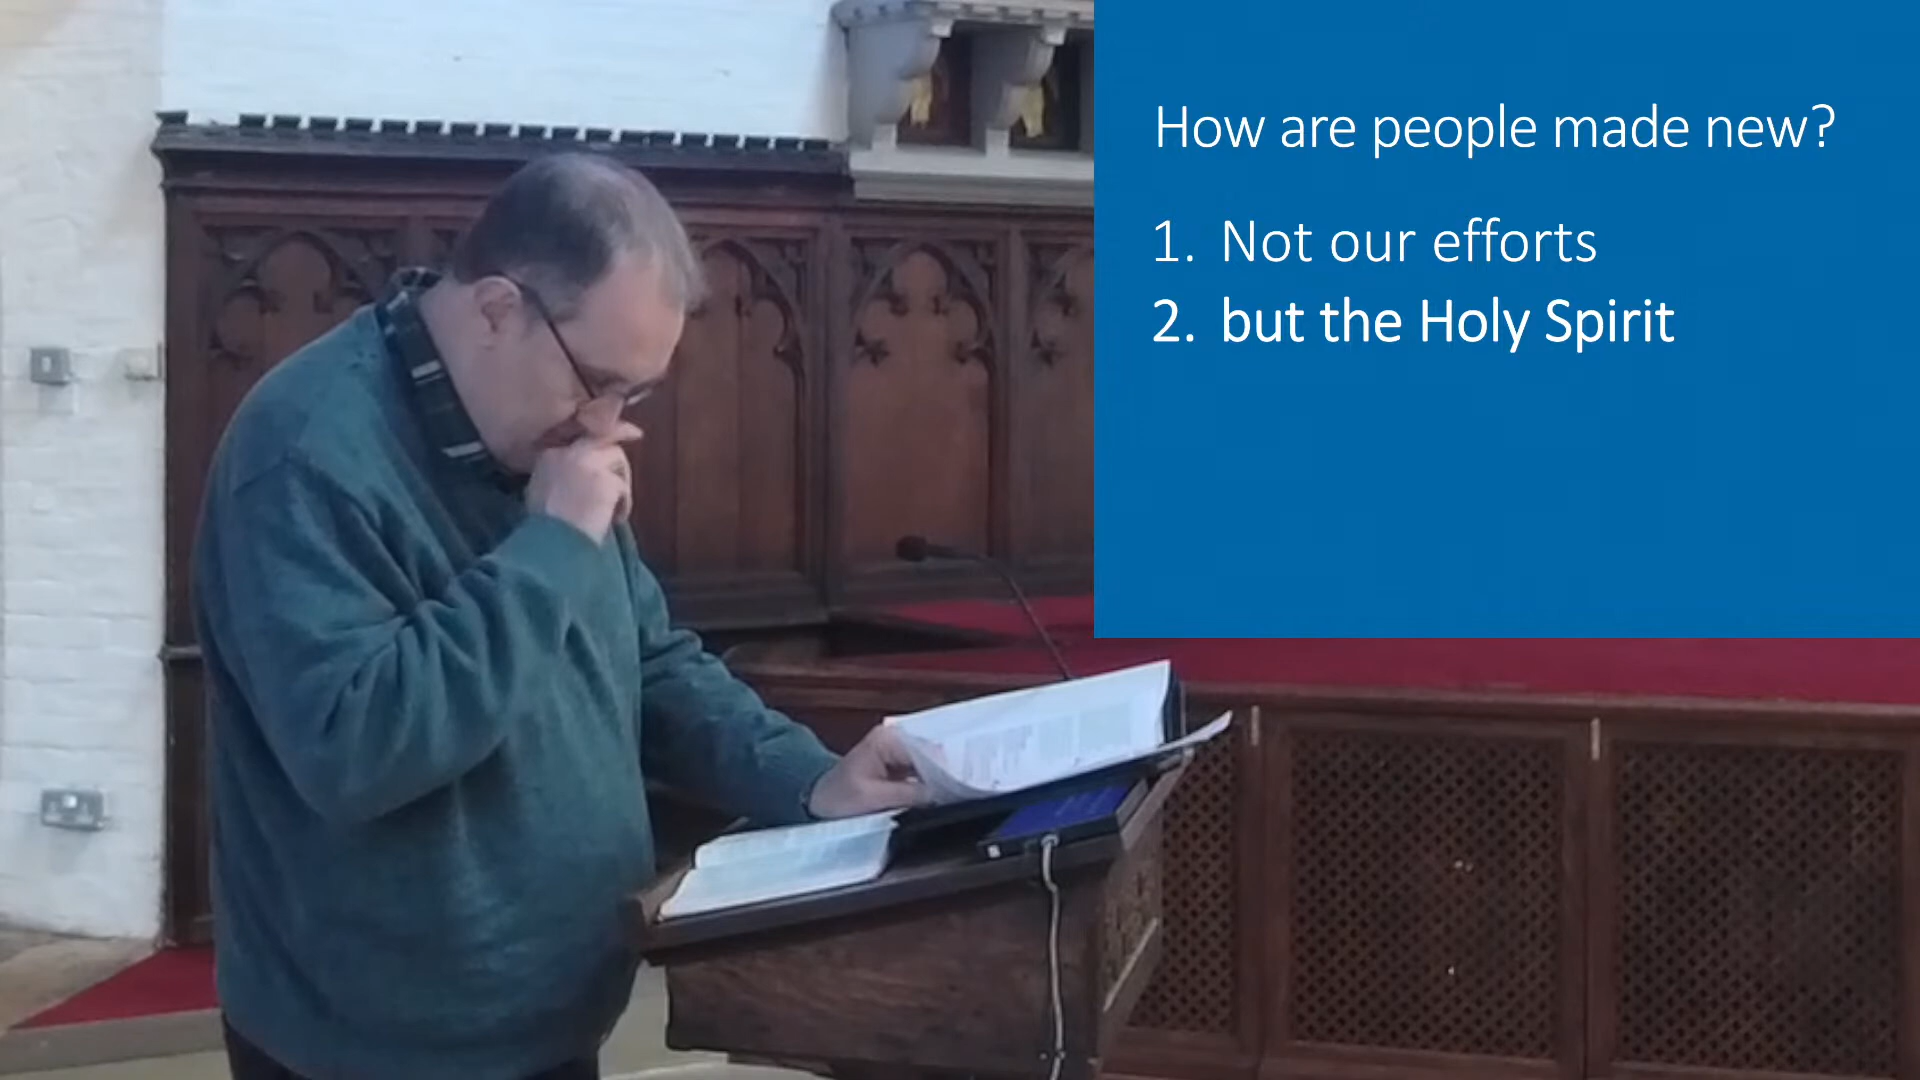 How are people made new?
1. Not our efforts
2. but the Holy Spirit